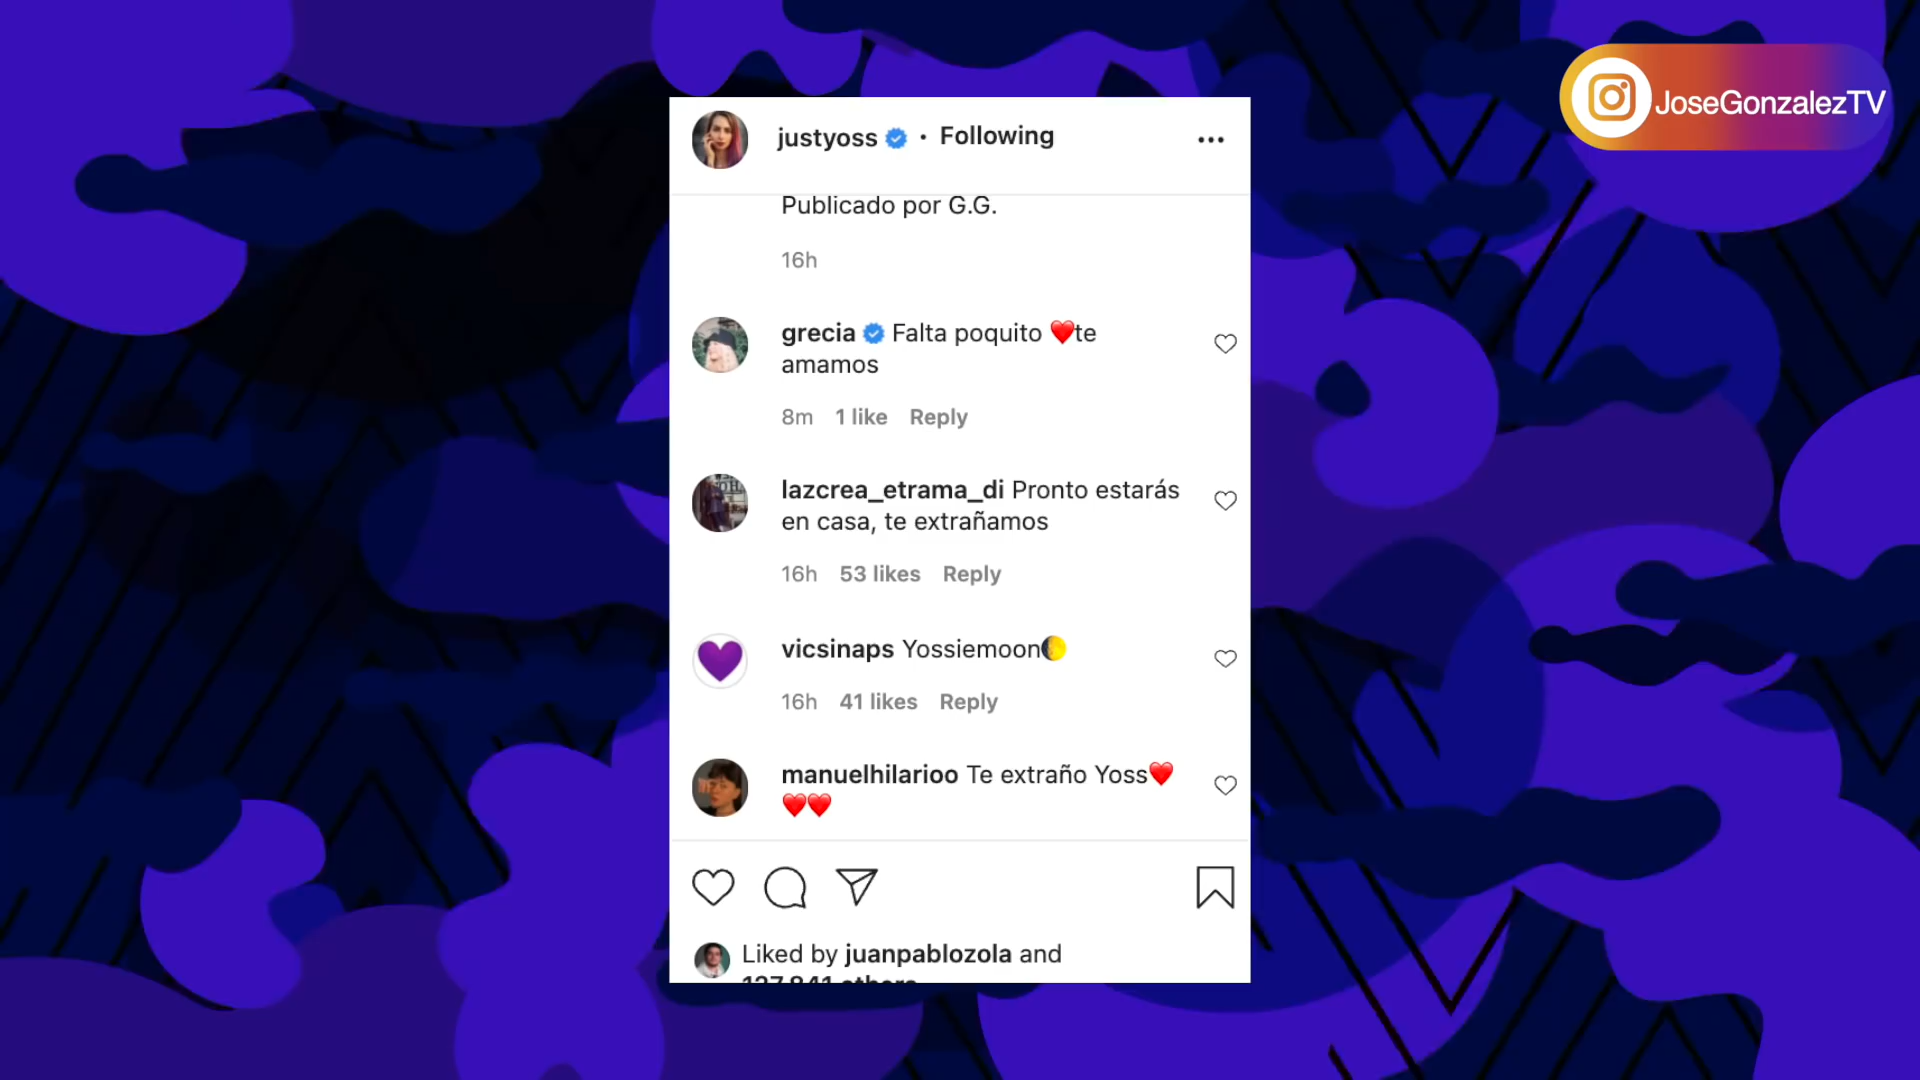 JoseGonzalezTV
justyoss • Following
Publicado por G.G.
16h
grecia Falta poquito ❤️te
amamos
8m 1 like Reply
lazcrea_etrama_di Pronto estarás
en casa, te extrañamos
16h 53 likes Reply
vicsinaps Yossiemoon🌓
16h 41 likes Reply
manuelhilarioo Te extraño Yoss❤️
❤️❤️
Liked by juanpablozola and